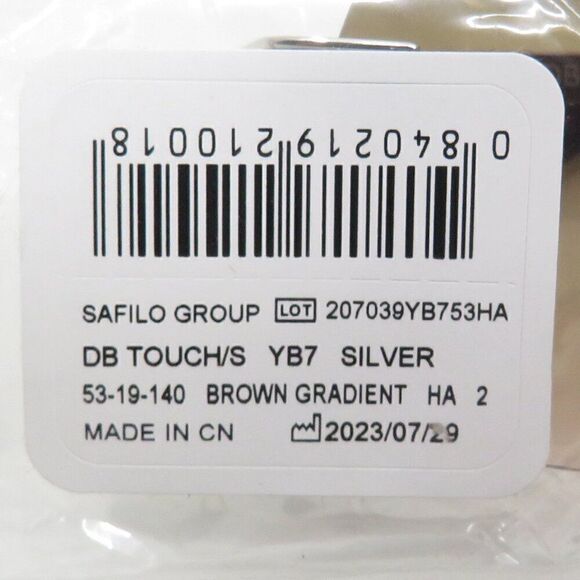 0 840219 210018
SAFILO GROUP LOT 207039YB753HA
DB TOUCH/S YB7 SILVER
53-19-140 BROWN GRADIENT HA 2
MADE IN CN 2023/07/29